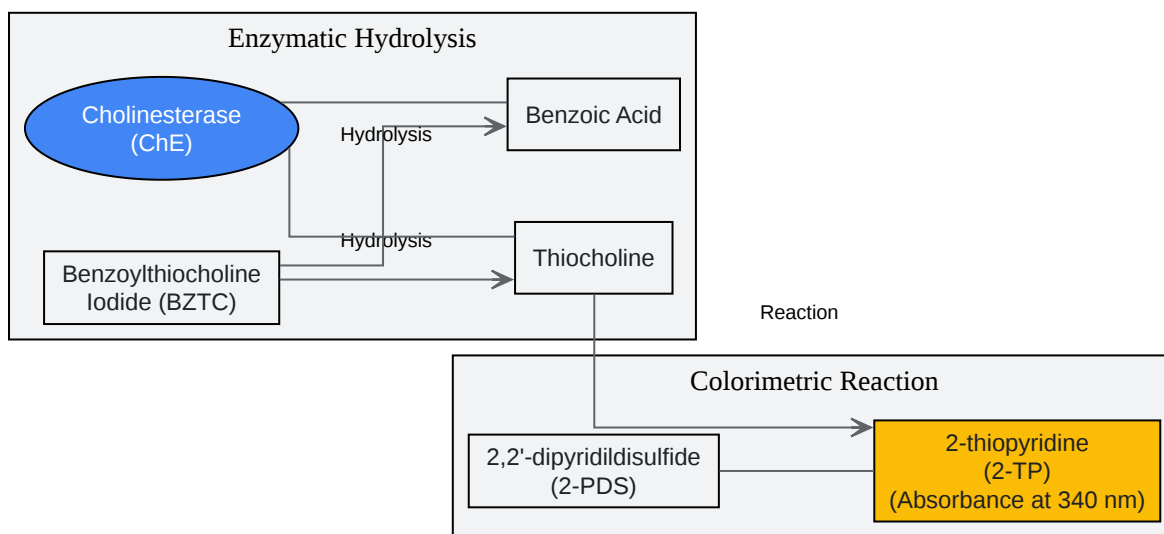 Enzymatic Hydrolysis
Cholinesterase
(ChE)
Benzoic Acid
Hydrolysis
Hydrolysis
Thiocholine
Benzoylthiocholine
Iodide (BZTC)
Reaction
Colorimetric Reaction
2,2'-dipyridildisulfide
(2-PDS)
2-thiopyridine
(2-TP)
(Absorbance at 340 nm)